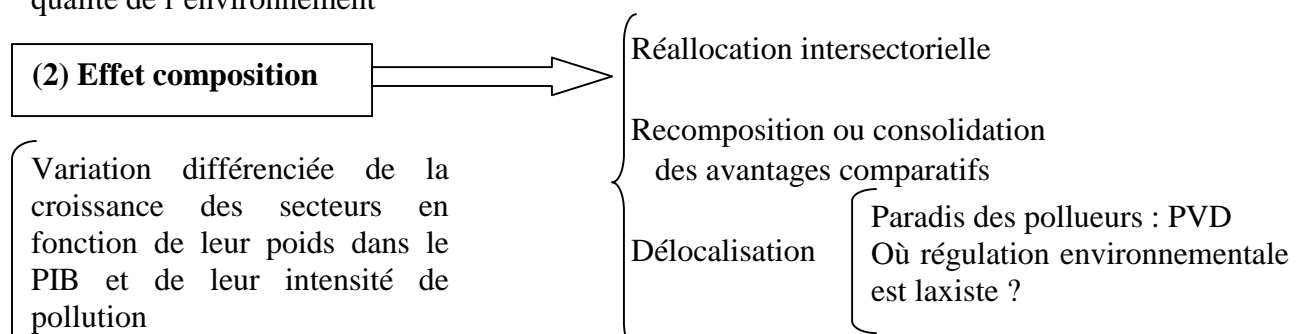 qualité de l'environnement
(2) Effet composition
Variation différenciée de la
croissance des secteurs en
fonction de leur poids dans le
PIB et de leur intensité de
pollution
Réallocation intersectorielle
Recomposition ou consolidation
des avantages comparatifs
Délocalisation
Paradis des pollueurs : PVD
Où régulation environnementale
est laxiste ?